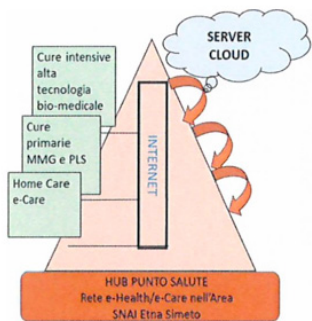 SERVER
CLOUD
Cure intensive
alta
tecnologia
bio-medicale
Cure
primarie
MMG e PLS
Home Care
e-Care
INTERNET
HUB PUNTO SALUTE
Rete e-Health/e-Care nell'Area
SNAI Etna Simeto